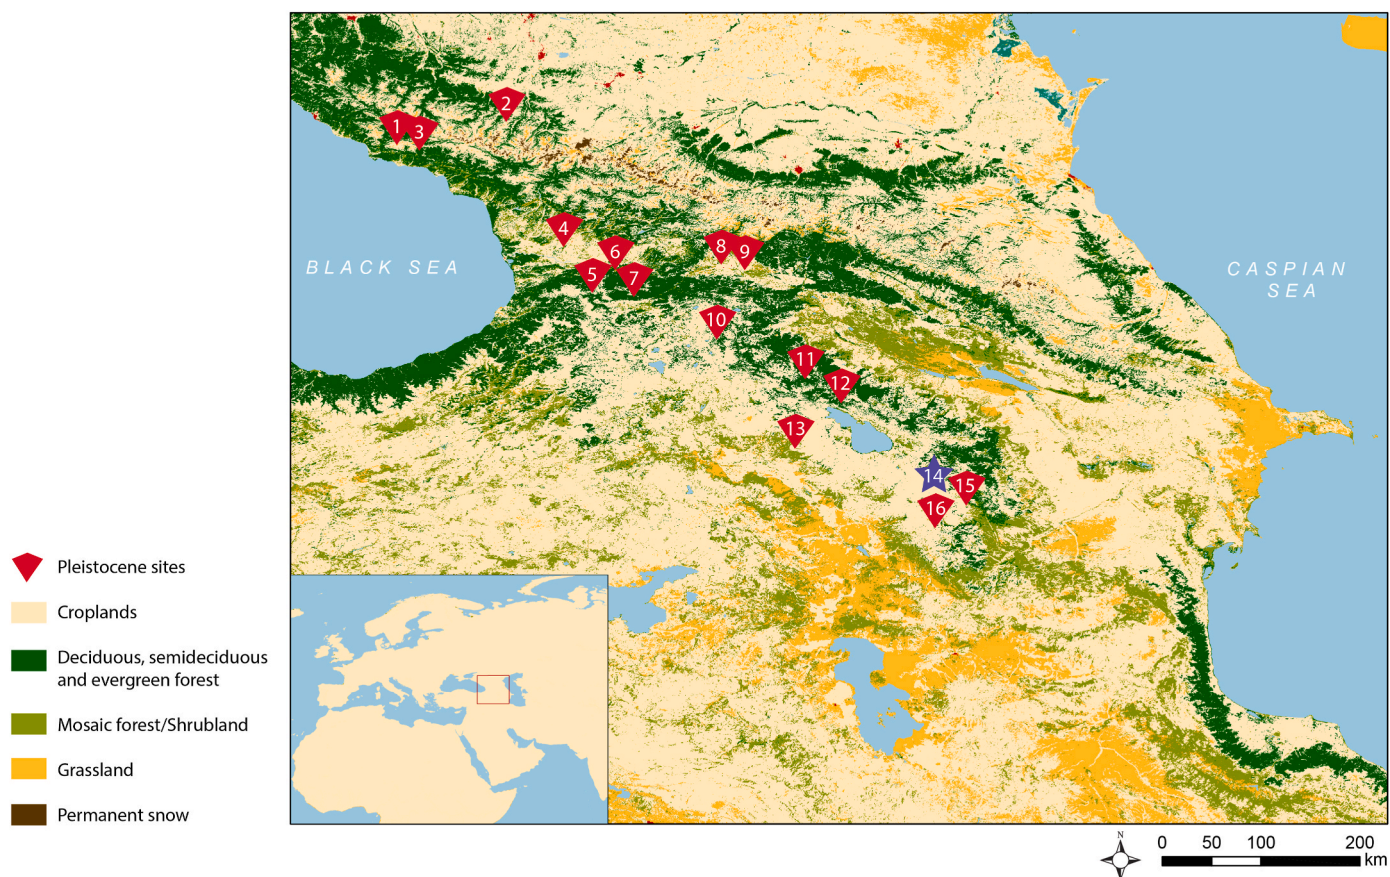 1
3
2
4
6
5
7
8
9
10
11
12
13
14
15
16
BLACK SEA
CASPIAN
SEA
Pleistocene sites
Croplands
Deciduous, semideciduous
and evergreen forest
Mosaic forest/Shrubland
Grassland
Permanent snow
N
0 50 100 200
km